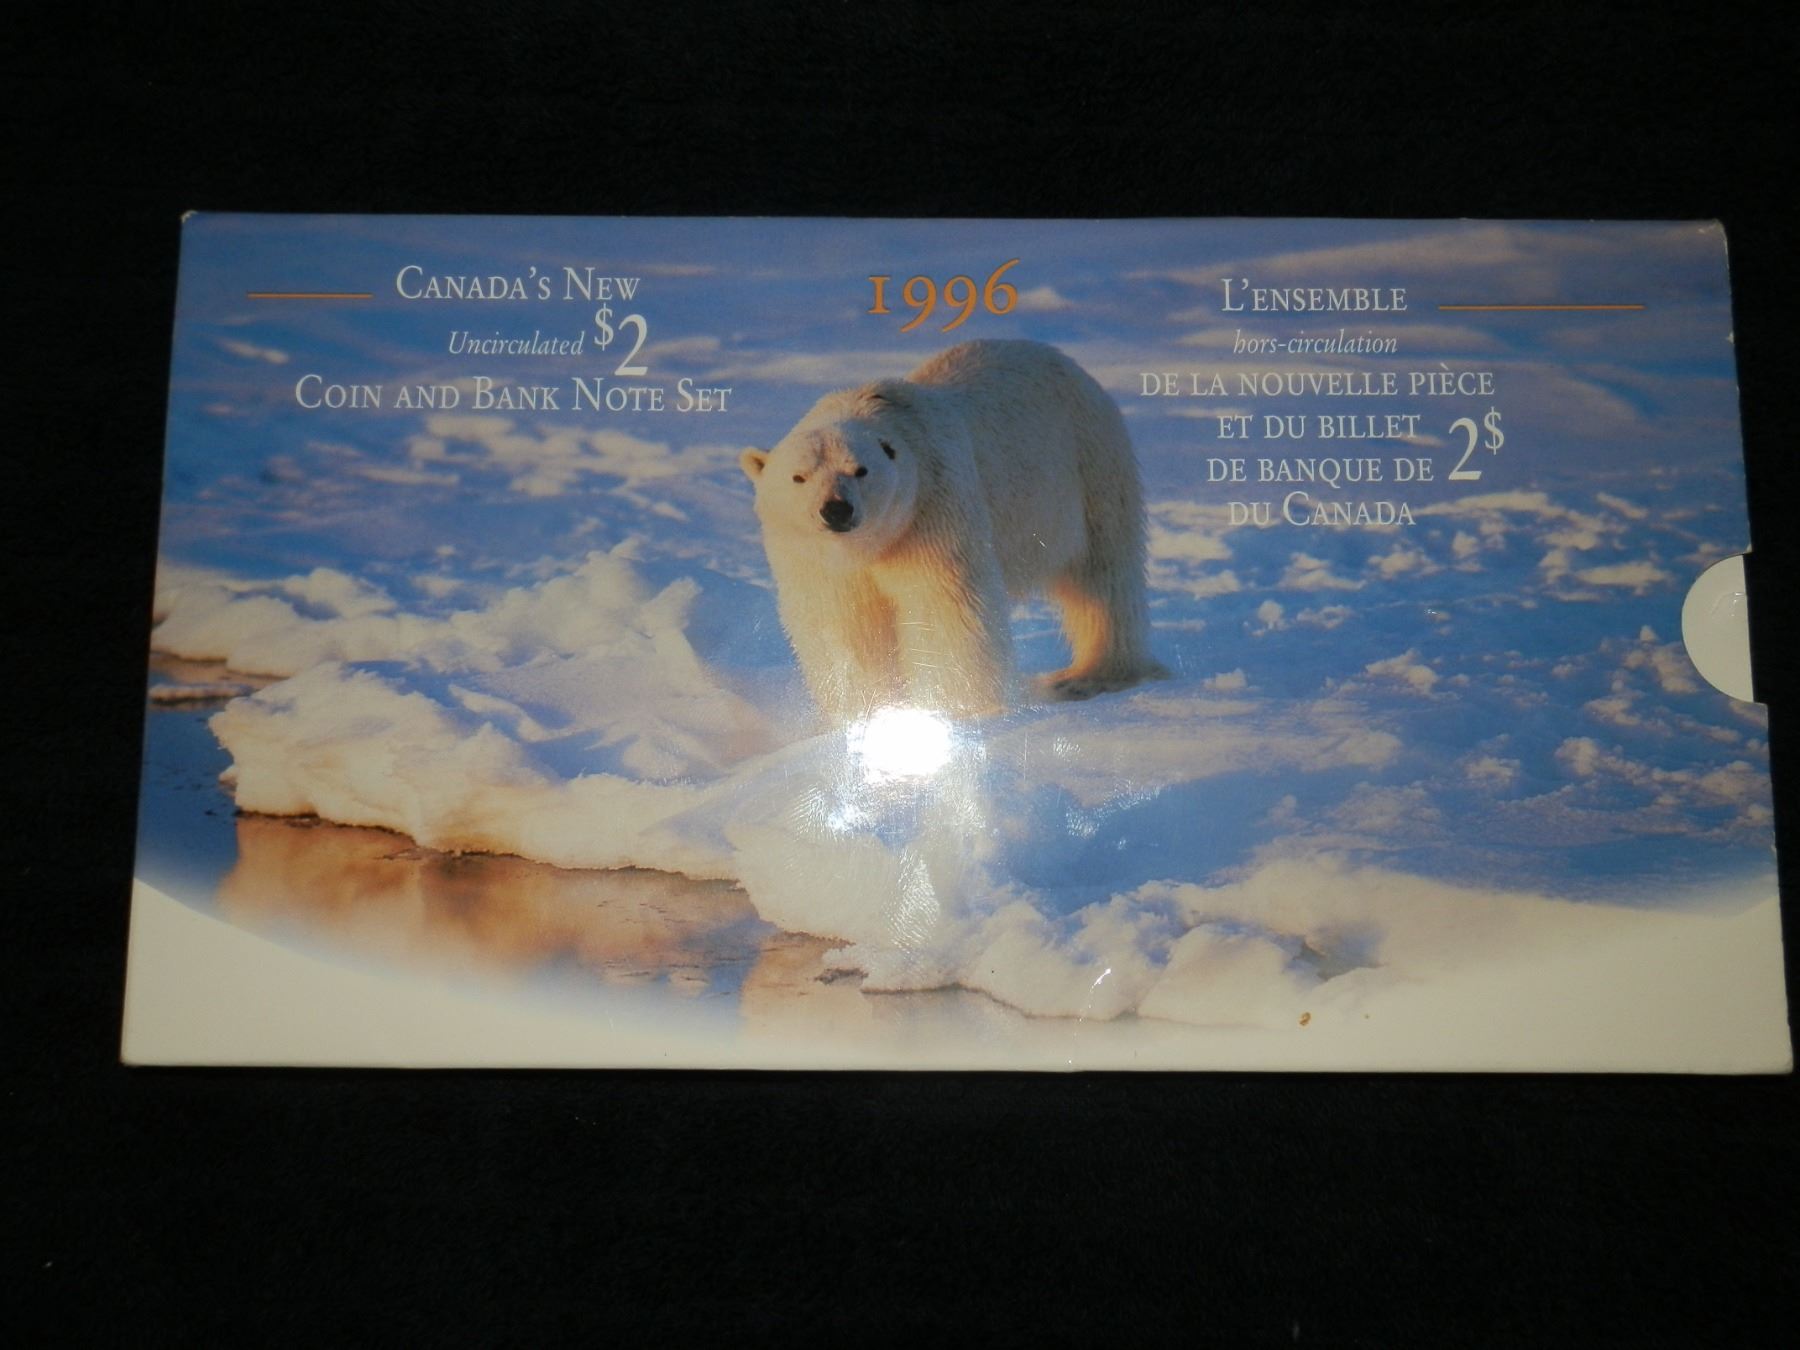 Canada's New
Uncirculated $2
Coin and Bank Note Set
1996
L'ensemble
hors-circulation
de la nouvelle pièce
et du billet
de banque de 2$
du Canada